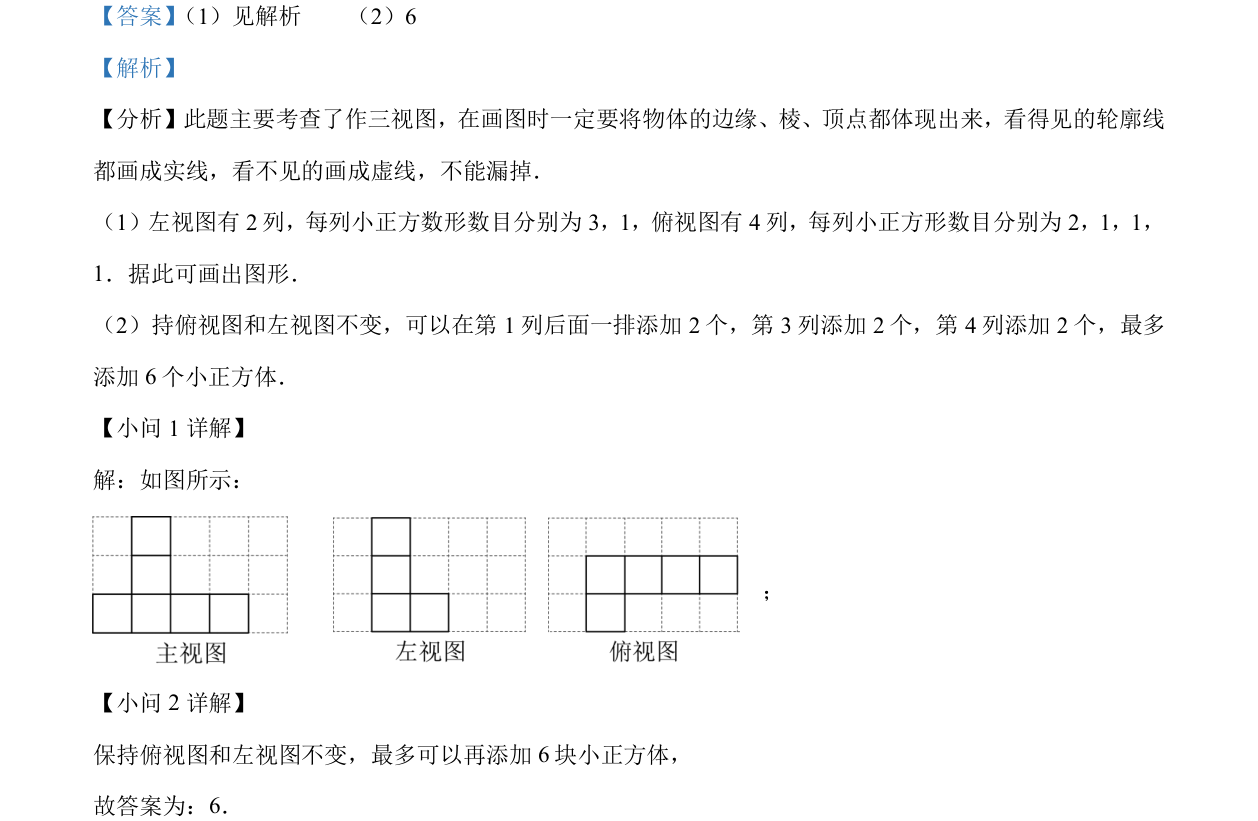 【答案】（1）见解析　　（2）6
【解析】
【分析】此题主要考查了作三视图，在画图时一定要将物体的边缘、棱、顶点都体现出来，看得见的轮廓线
都画成实线，看不见的画成虚线，不能漏掉．
（1）左视图有 2 列，每列小正方数形数目分别为 3，1，俯视图有 4 列，每列小正方形数目分别为 2，1，1，
1．据此可画出图形．
（2）持俯视图和左视图不变，可以在第 1 列后面一排添加 2 个，第 3 列添加 2 个，第 4 列添加 2 个，最多
添加 6 个小正方体．
【小问 1 详解】
解：如图所示：
；
主视图 左视图 俯视图
【小问 2 详解】
保持俯视图和左视图不变，最多可以再添加 6 块小正方体，
故答案为：6．